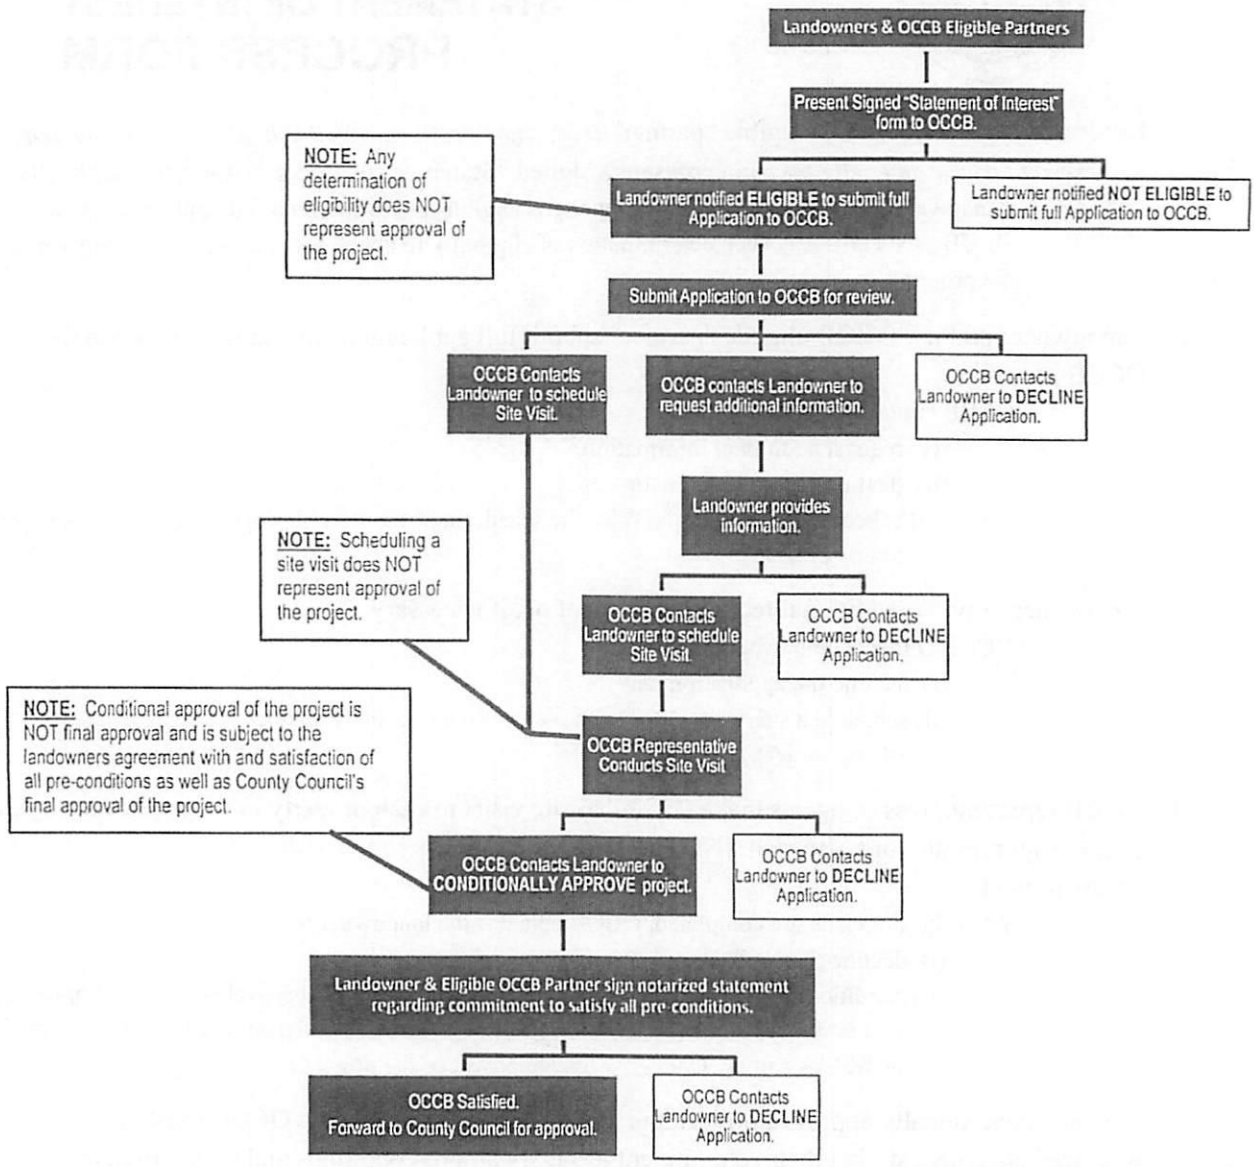 Landowners & OCCB Eligible Partners
Present Signed "Statement of Interest"
form to OCCB.
NOTE: Any
determination of
eligibility does NOT
represent approval of
the project.
Landowner notified ELIGIBLE to submit full
Application to OCCB.
Landowner notified NOT ELIGIBLE to
submit full Application to OCCB.
Submit Application to OCCB for review.
OCCB Contacts
Landowner to schedule
Site Visit.
OCCB contacts Landowner to
request additional information.
OCCB Contacts
Landowner to DECLINE
Application.
Landowner provides
information.
NOTE: Scheduling a
site visit does NOT
represent approval of
the project.
OCCB Contacts
Landowner to schedule
Site Visit.
OCCB Contacts
Landowner to DECLINE
Application.
NOTE: Conditional approval of the project is
NOT final approval and is subject to the
landowners agreement with and satisfaction of
all pre-conditions as well as County Council's
final approval of the project.
OCCB Representative
Conducts Site Visit
OCCB Contacts Landowner to
CONDITIONALLY APPROVE project.
OCCB Contacts
Landowner to DECLINE
Application.
Landowner & Eligible OCCB Partner sign notarized statement
regarding commitment to satisfy all pre-conditions.
OCCB Satisfied.
Forward to County Council for approval.
OCCB Contacts
Landowner to DECLINE
Application.